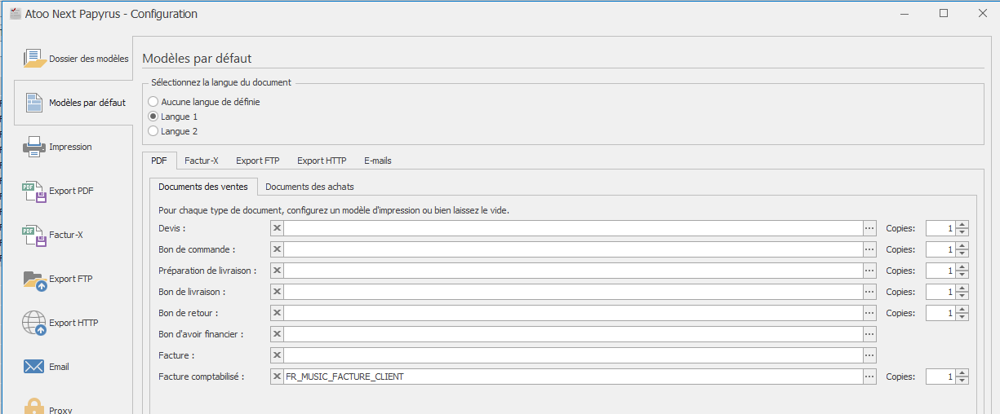 Atoo Next Papyrus - Configuration
Dossier des modèles
Modèles par défaut
Impression
Export PDF
Factur-X
Export FTP
Export HTTP
Email
Proxy
Modèles par défaut
Sélectionnez la langue du document
Aucune langue de définie
Langue 1
Langue 2
PDF Factur-X Export FTP Export HTTP E-mails
Documents des ventes Documents des achats
Pour chaque type de document, configurez un modèle d'impression ou bien laissez le vide.
Devis : Copies: 1
Bon de commande : Copies: 1
Préparation de livraison : Copies: 1
Bon de livraison : Copies: 1
Bon de retour : Copies: 1
Bon d'avoir financier :
Facture :
Facture comptabilisé : FR_MUSIC_FACTURE_CLIENT Copies: 1